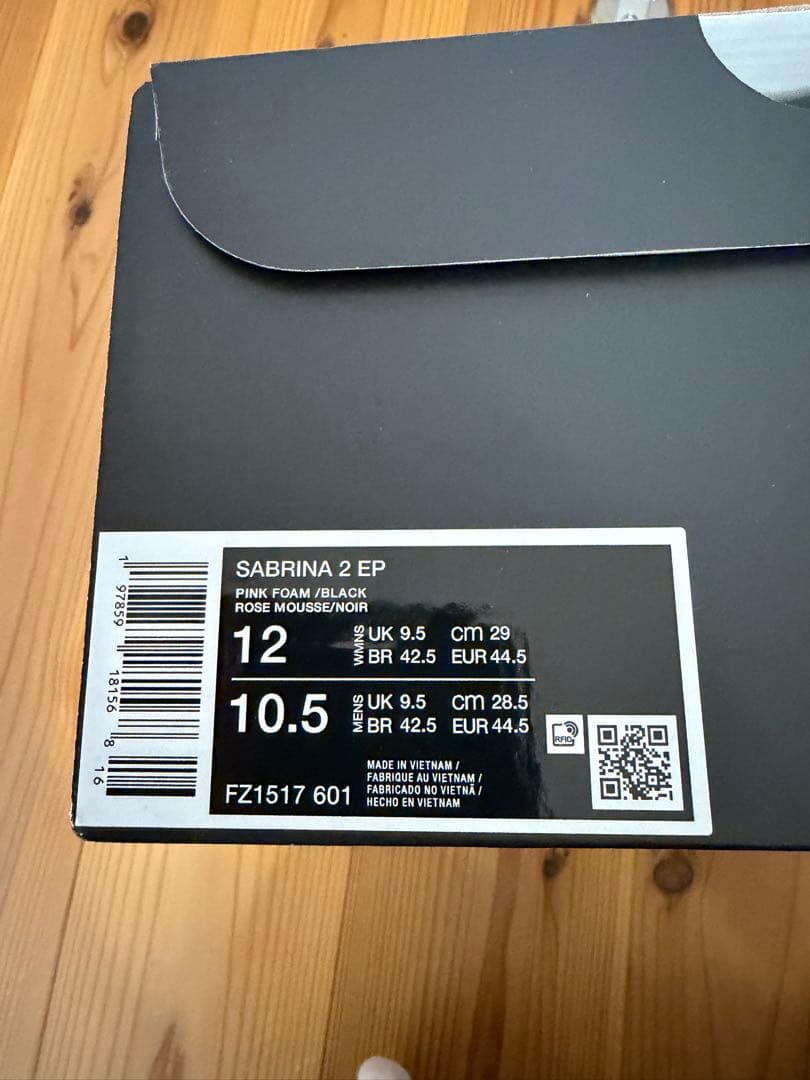 SABRINA 2 EP
PINK FOAM /BLACK
ROSE MOUSSE/NOIR
12 WMNS UK 9.5 cm 29
BR 42.5 EUR 44.5
10.5 MENS UK 9.5 cm 28.5
BR 42.5 EUR 44.5
RFID
FZ1517 601
MADE IN VIETNAM /
FABRIQUE AU VIETNAM /
FABRICADO NO VIETNÃ /
HECHO EN VIETNAM
1 97859 18156 8 16